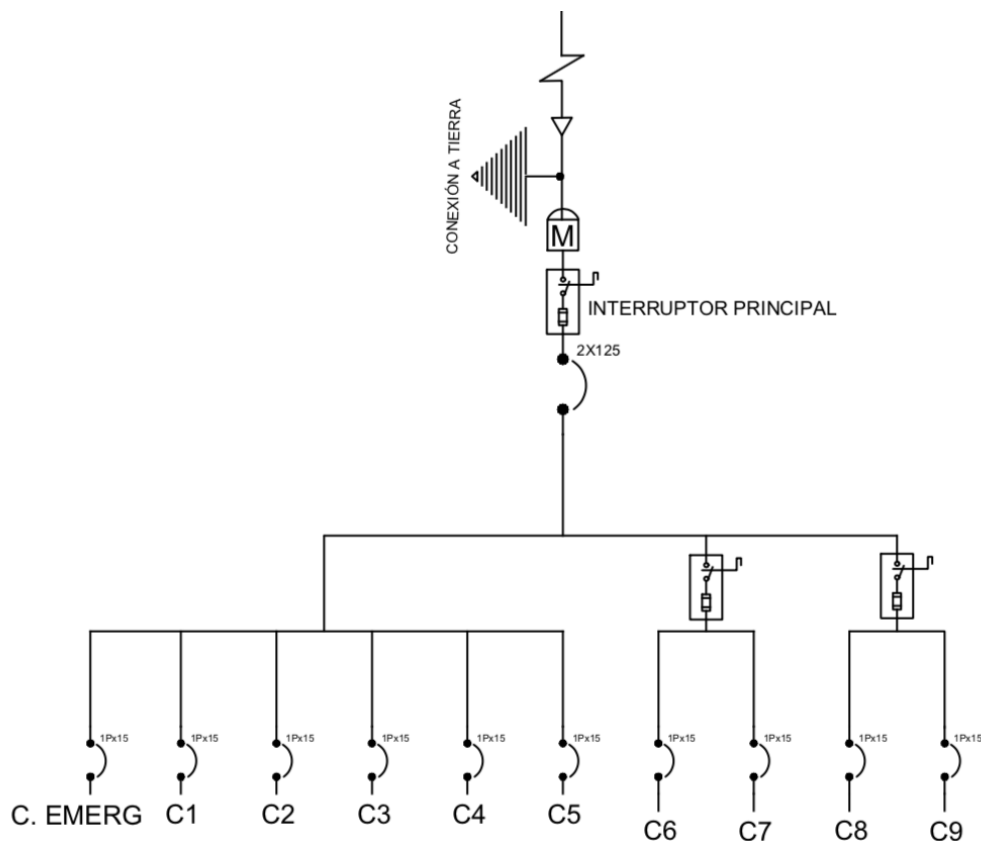 CONEXIÓN A TIERRA
M
INTERRUPTOR PRINCIPAL
2X125
1Px15
1Px15
1Px15
1Px15
1Px15
1Px15
1Px15
1Px15
1Px15
1Px15
C. EMERG
C1
C2
C3
C4
C5
C6
C7
C8
C9